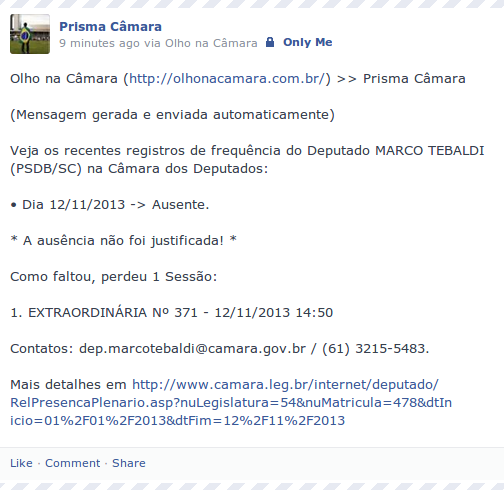 Prisma Câmara
9 minutes ago via Olho na Câmara Only Me
Olho na Câmara (http://olhonacamara.com.br/) >> Prisma Câmara
(Mensagem gerada e enviada automaticamente)
Veja os recentes registros de frequência do Deputado MARCO TEBALDI
(PSDB/SC) na Câmara dos Deputados:
• Dia 12/11/2013 -> Ausente.
* A ausência não foi justificada! *
Como faltou, perdeu 1 Sessão:
1. EXTRAORDINÁRIA Nº 371 - 12/11/2013 14:50
Contatos: dep.marcotebaldi@camara.gov.br / (61) 3215-5483.
Mais detalhes em http://www.camara.leg.br/internet/deputado/
RelPresencaPlenario.asp?nuLegislatura=54&nuMatricula=478&dtIn
icio=01%2F01%2F2013&dtFim=12%2F11%2F2013
Like · Comment · Share